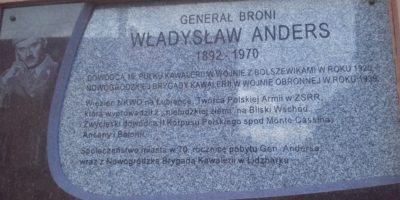 GENERAŁ BRONI
WŁADYSŁAW ANDERS
1892 - 1970
DOWÓDCA 15. PUŁKU KAWALERII W WOJNIE Z BOLSZEWIKAMI W ROKU 1920,
NOWOGRÓDZKIEJ BRYGADY KAWALERII W WOJNIE OBRONNEJ W ROKU 1939.
Więzień NKWD na Łubiance. Twórca Polskiej Armii w ZSRR,
którą wyprowadził z „nieludzkiej ziemi” na Bliski Wschód.
Zwycięski dowódca II Korpusu Polskiego spod Monte Cassino,
Ancony i Bolonii.
Społeczeństwo miasta w 70. rocznicę pobytu Gen. Andersa
wraz z Nowogródzką Brygadą Kawalerii w Lidzbarku